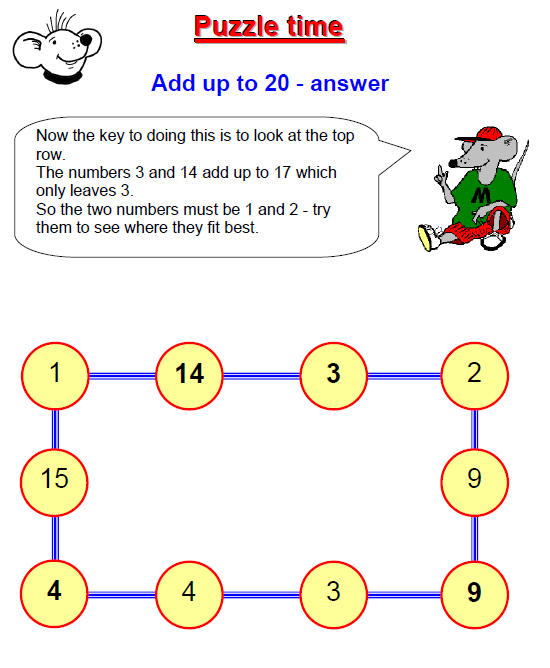 Puzzle time
Add up to 20 - answer
Now the key to doing this is to look at the top
row.
The numbers 3 and 14 add up to 17 which
only leaves 3.
So the two numbers must be 1 and 2 - try
them to see where they fit best.
M
1 14 3 2
15 9
4 4 3 9